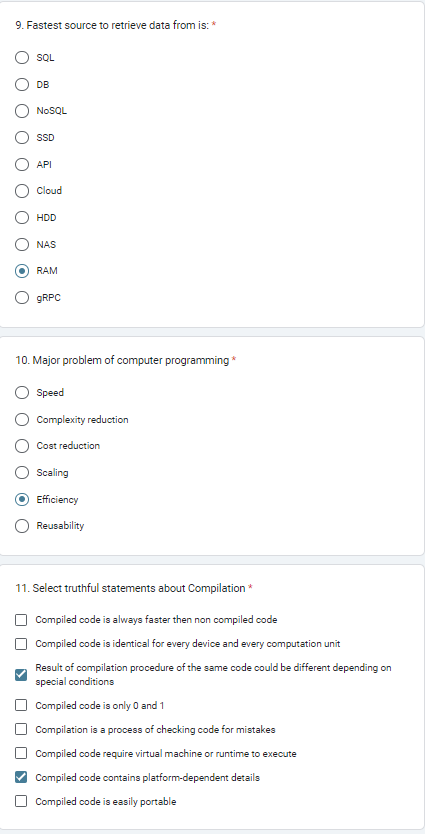 9. Fastest source to retrieve data from is: *
SQL
DB
NoSQL
SSD
API
Cloud
HDD
NAS
RAM
gRPC
10. Major problem of computer programming *
Speed
Complexity reduction
Cost reduction
Scaling
Efficiency
Reusability
11. Select truthful statements about Compilation *
Compiled code is always faster then non compiled code
Compiled code is identical for every device and every computation unit
Result of compilation procedure of the same code could be different depending on
special conditions
Compiled code is only 0 and 1
Compilation is a process of checking code for mistakes
Compiled code require virtual machine or runtime to execute
Compiled code contains platform-dependent details
Compiled code is easily portable